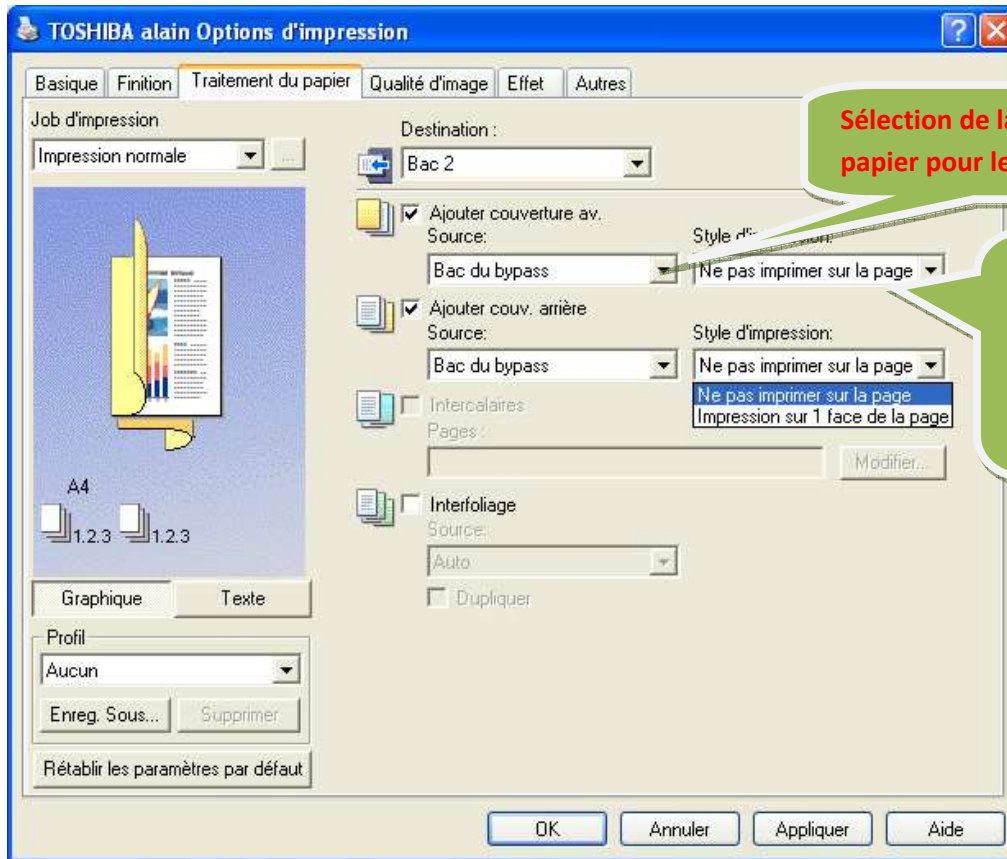 TOSHIBA alain Options d'impression
Basique Finition Traitement du papier Qualité d'image Effet Autres
Job d'impression
Impression normale
...
A4
1.2.3 1.2.3
Graphique Texte
Profil
Aucun
Enreg. Sous... Supprimer
Rétablir les paramètres par défaut
Destination :
Bac 2
Sélection de
papier pour
Ajouter couverture av.
Source: Style d'impression:
Bac du bypass Ne pas imprimer sur la page
Ajouter couv. arrière
Source: Style d'impression:
Bac du bypass Ne pas imprimer sur la page
Ne pas imprimer sur la page
Impression sur 1 face de la page
Intercalaires
Pages :
Modifier...
Interfoliage
Source:
Auto
Dupliquer
OK Annuler Appliquer Aide